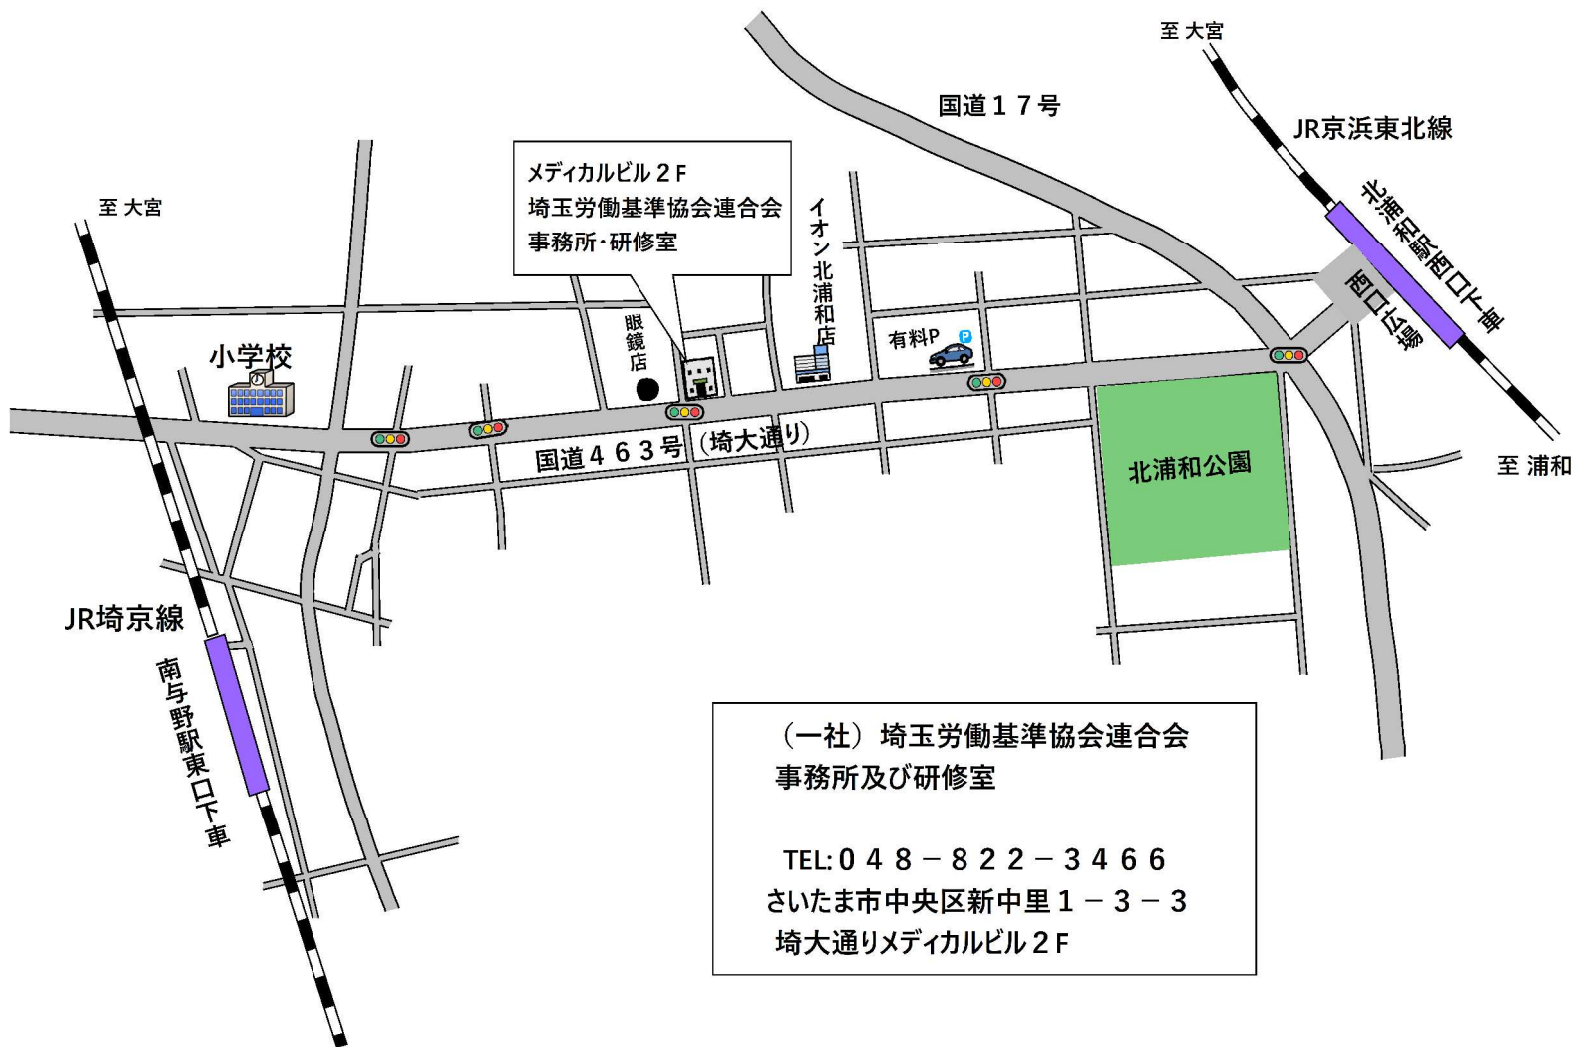 至 大宮
国道１７号
JR京浜東北線
メディカルビル２F
埼玉労働基準協会連合会
事務所・研修室
至 大宮
イオン北浦和店
北浦和駅西口下車
西口広場
眼鏡店
有料P
P
小学校
国道４６３号（埼大通り）
北浦和公園
至 浦和
JR埼京線
南与野駅東口下車
（一社）埼玉労働基準協会連合会
事務所及び研修室
TEL:０４８－８２２－３４６６
さいたま市中央区新中里１－３－３
埼大通りメディカルビル２F